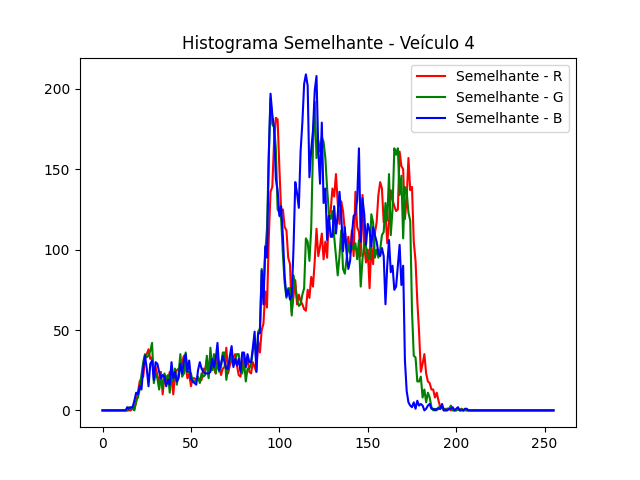 Histograma Semelhante - Veículo 4
Semelhante - R
Semelhante - G
Semelhante - B
200
150
100
50
0
0 50 100 150 200 250